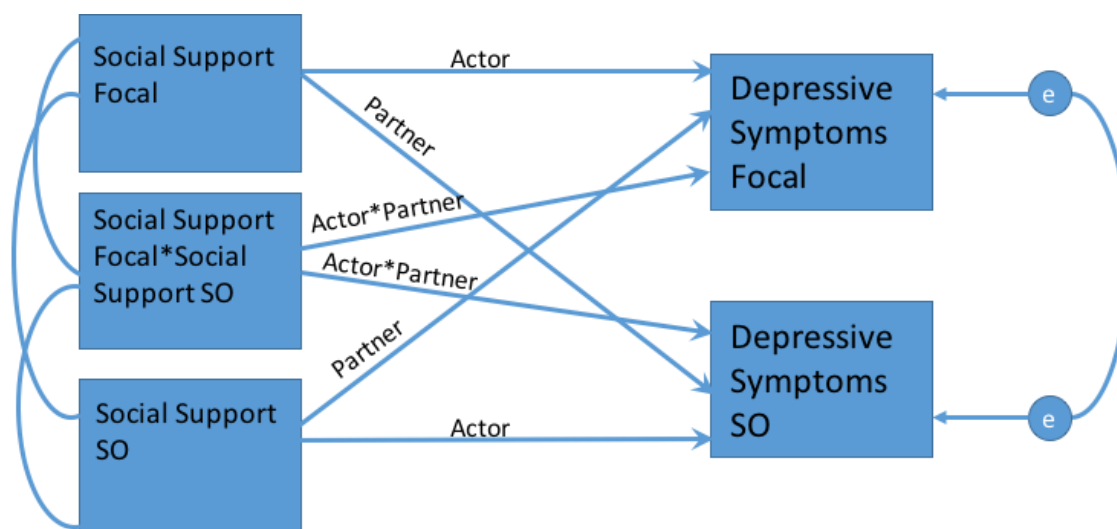 Social Support
Focal
Actor
Depressive
Symptoms
Focal
e
Partner
Social Support
Focal*Social
Support SO
Actor*Partner
Actor*Partner
Partner
Social Support
SO
Actor
Depressive
Symptoms
SO
e